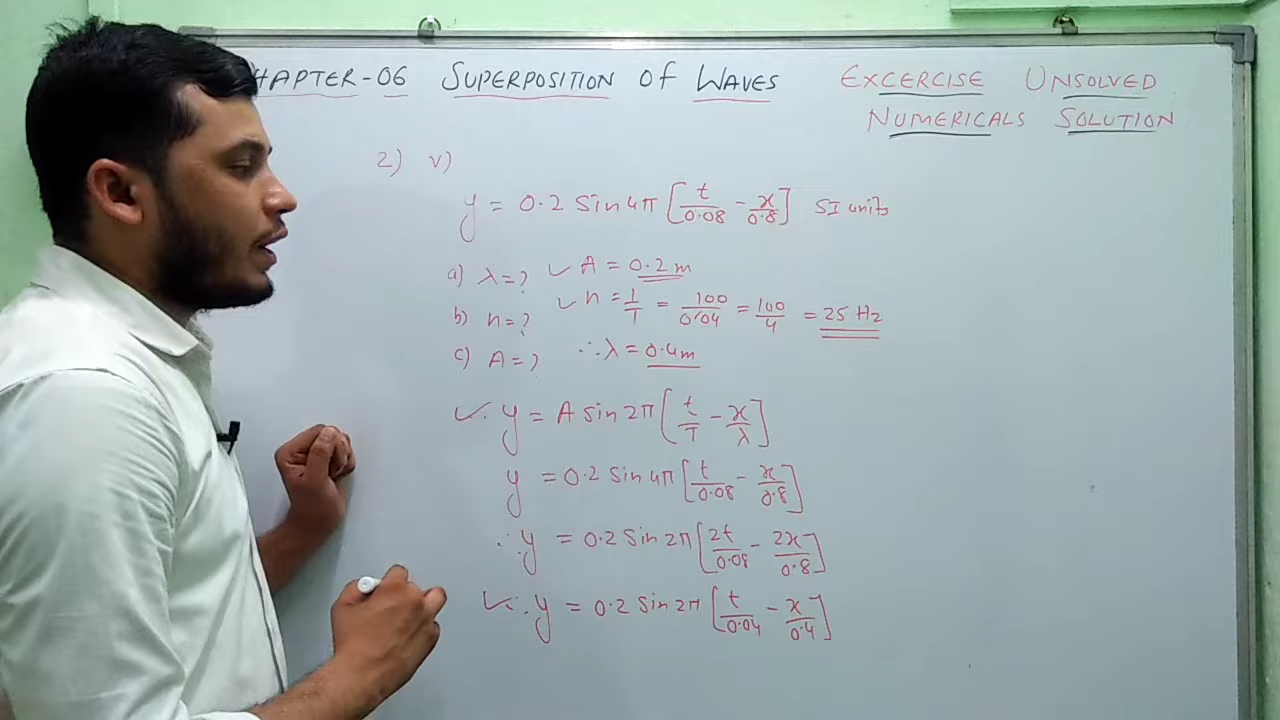 HAPTER-06 SUPERPOSITION OF WAVES EXCERCISE UNSOLVED
NUMERICALS SOLUTION
2) v)
y = 0.2 sin 4π [t/0.08 - x/0.8] SI units
a) λ=? ✓ A = 0.2 m
b) n=? ✓ n = 1/T = 100/0.04 = 100/4 = 25 Hz
c) A=? ∴ λ = 0.4m
✓. y = A sin 2π [t/T - x/λ]
y = 0.2 sin 4π [t/0.08 - x/0.8]
∴ y = 0.2 sin 2π [2t/0.08 - 2x/0.8]
✓∴ y = 0.2 sin 2π [t/0.04 - x/0.4]